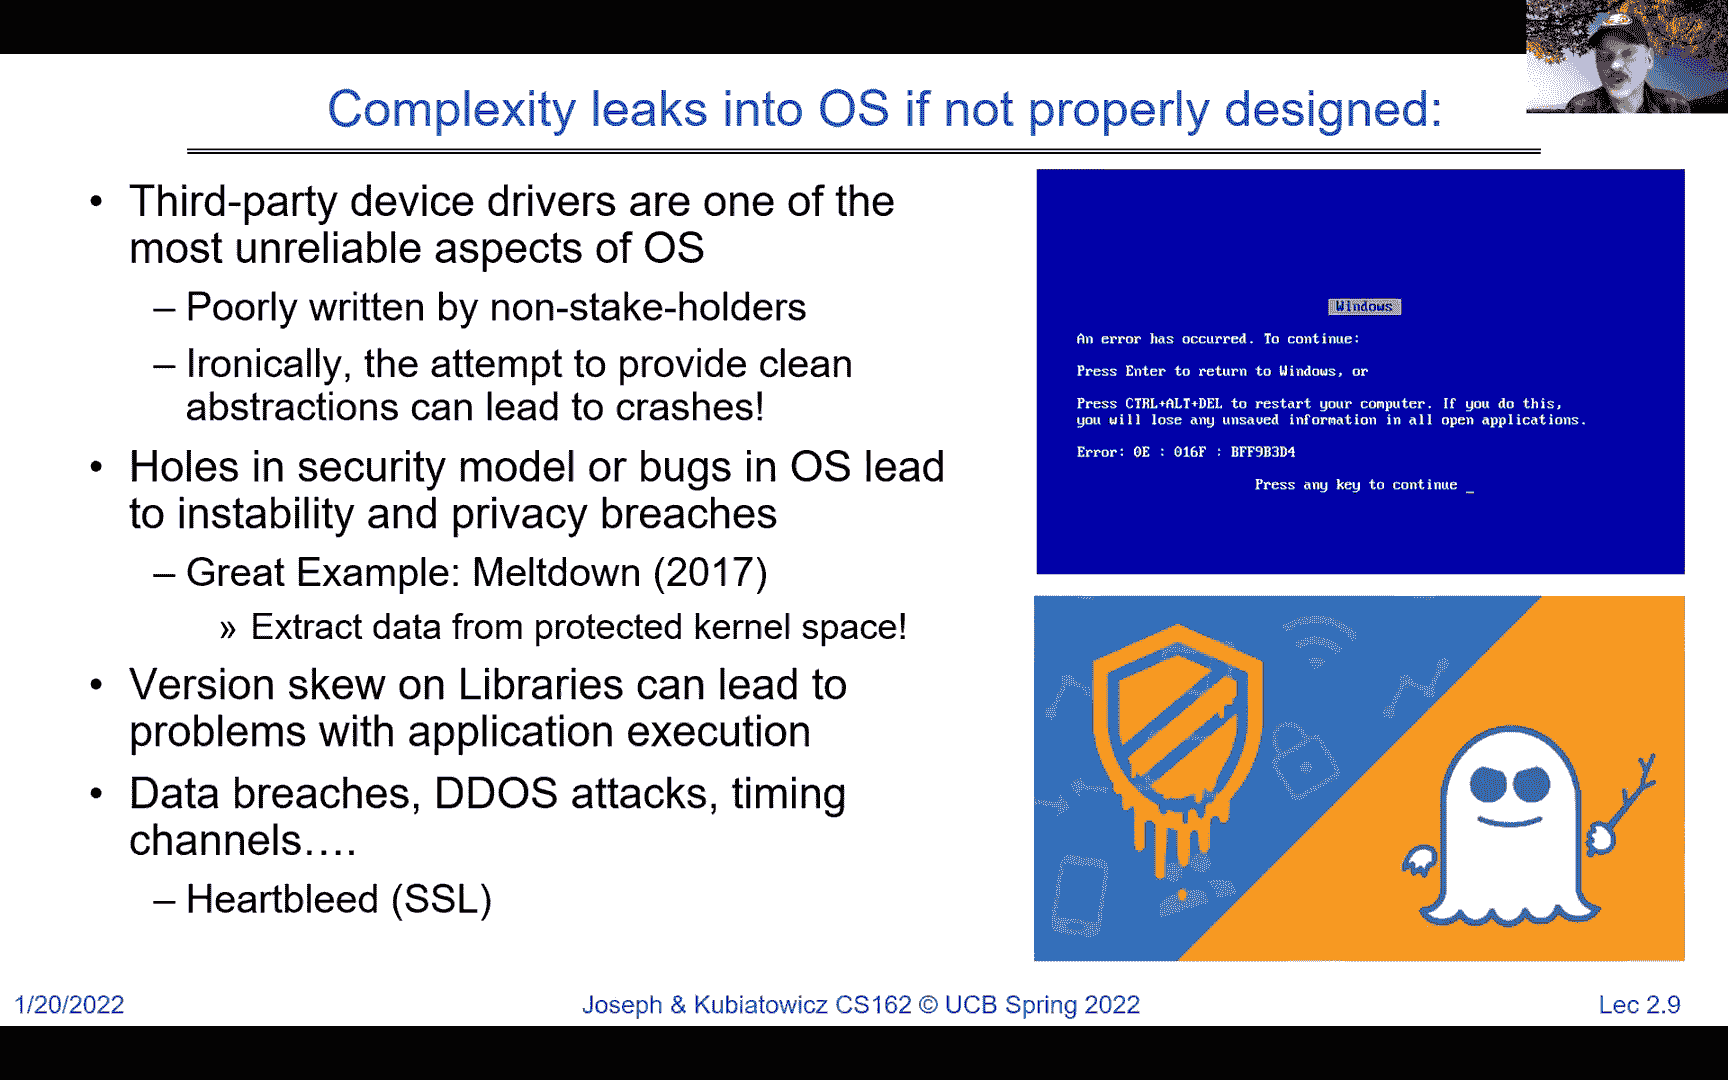 Complexity leaks into OS if not properly designed:
• Third-party device drivers are one of the
most unreliable aspects of OS
– Poorly written by non-stake-holders
– Ironically, the attempt to provide clean
abstractions can lead to crashes!
• Holes in security model or bugs in OS lead
to instability and privacy breaches
– Great Example: Meltdown (2017)
» Extract data from protected kernel space!
• Version skew on Libraries can lead to
problems with application execution
• Data breaches, DDOS attacks, timing
channels….
– Heartbleed (SSL)
Windows
An error has occurred. To continue:
Press Enter to return to Windows, or
Press CTRL+ALT+DEL to restart your computer. If you do this,
you will lose any unsaved information in all open applications.
Error: 0E : 016F : BFF9B3D4
Press any key to continue _
1/20/2022
Joseph & Kubiatowicz CS162 © UCB Spring 2022
Lec 2.9